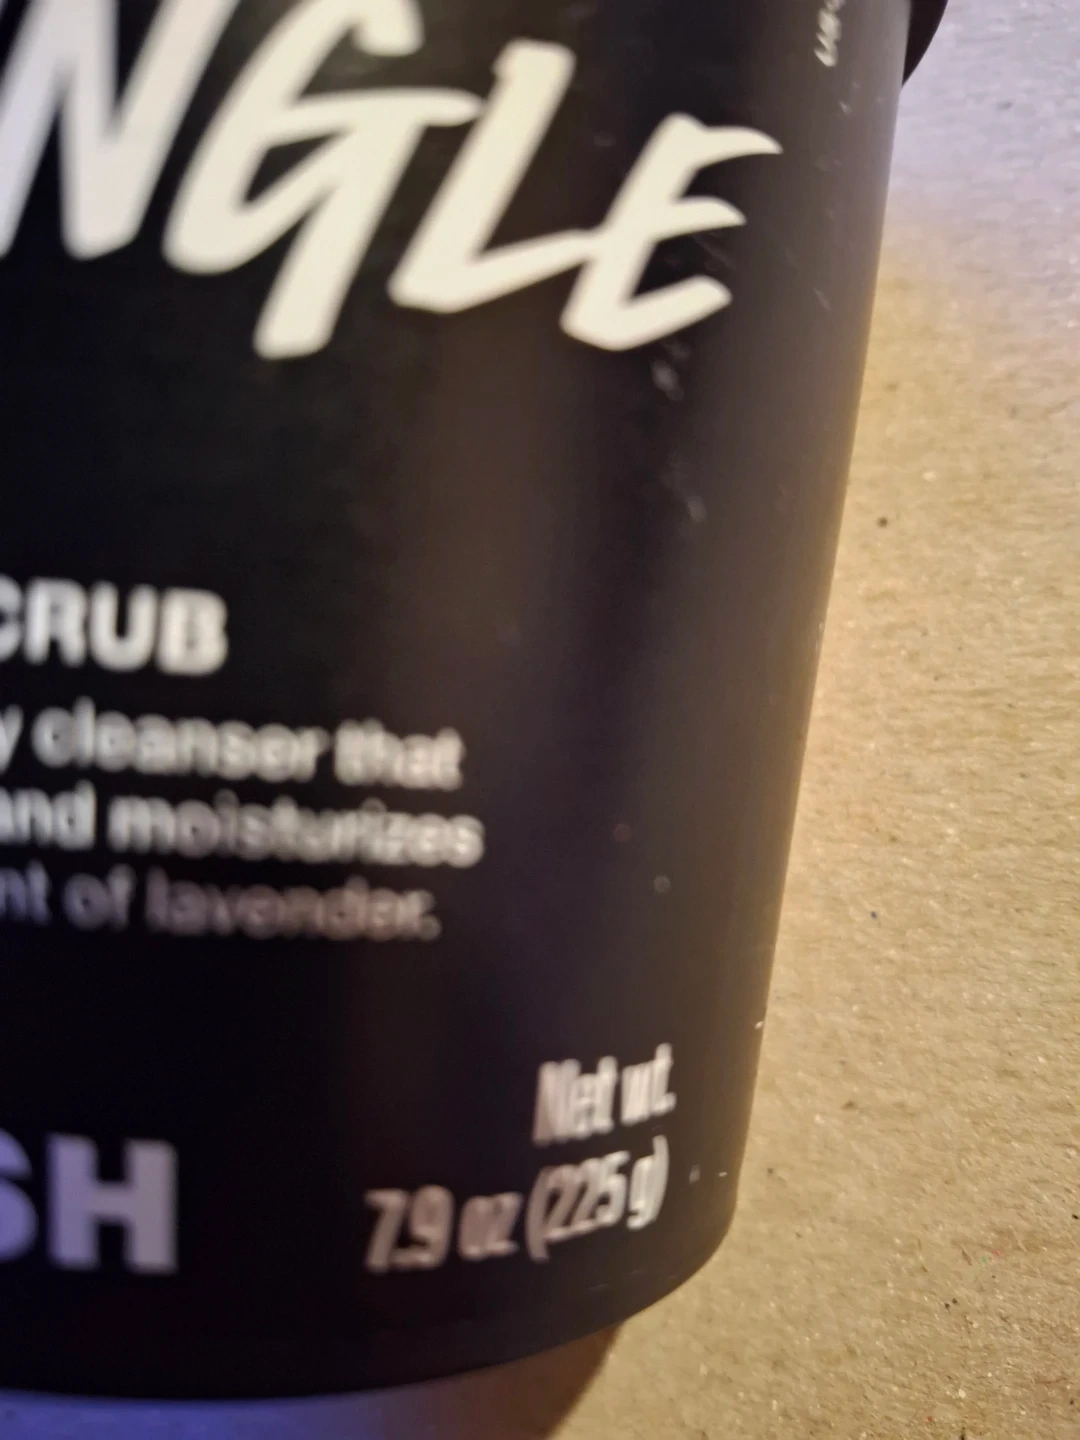 NGLE
CRUB
y cleanser that
and moisturizes
nt of lavender.
Net wt.
SH
7.9 oz (225 g)